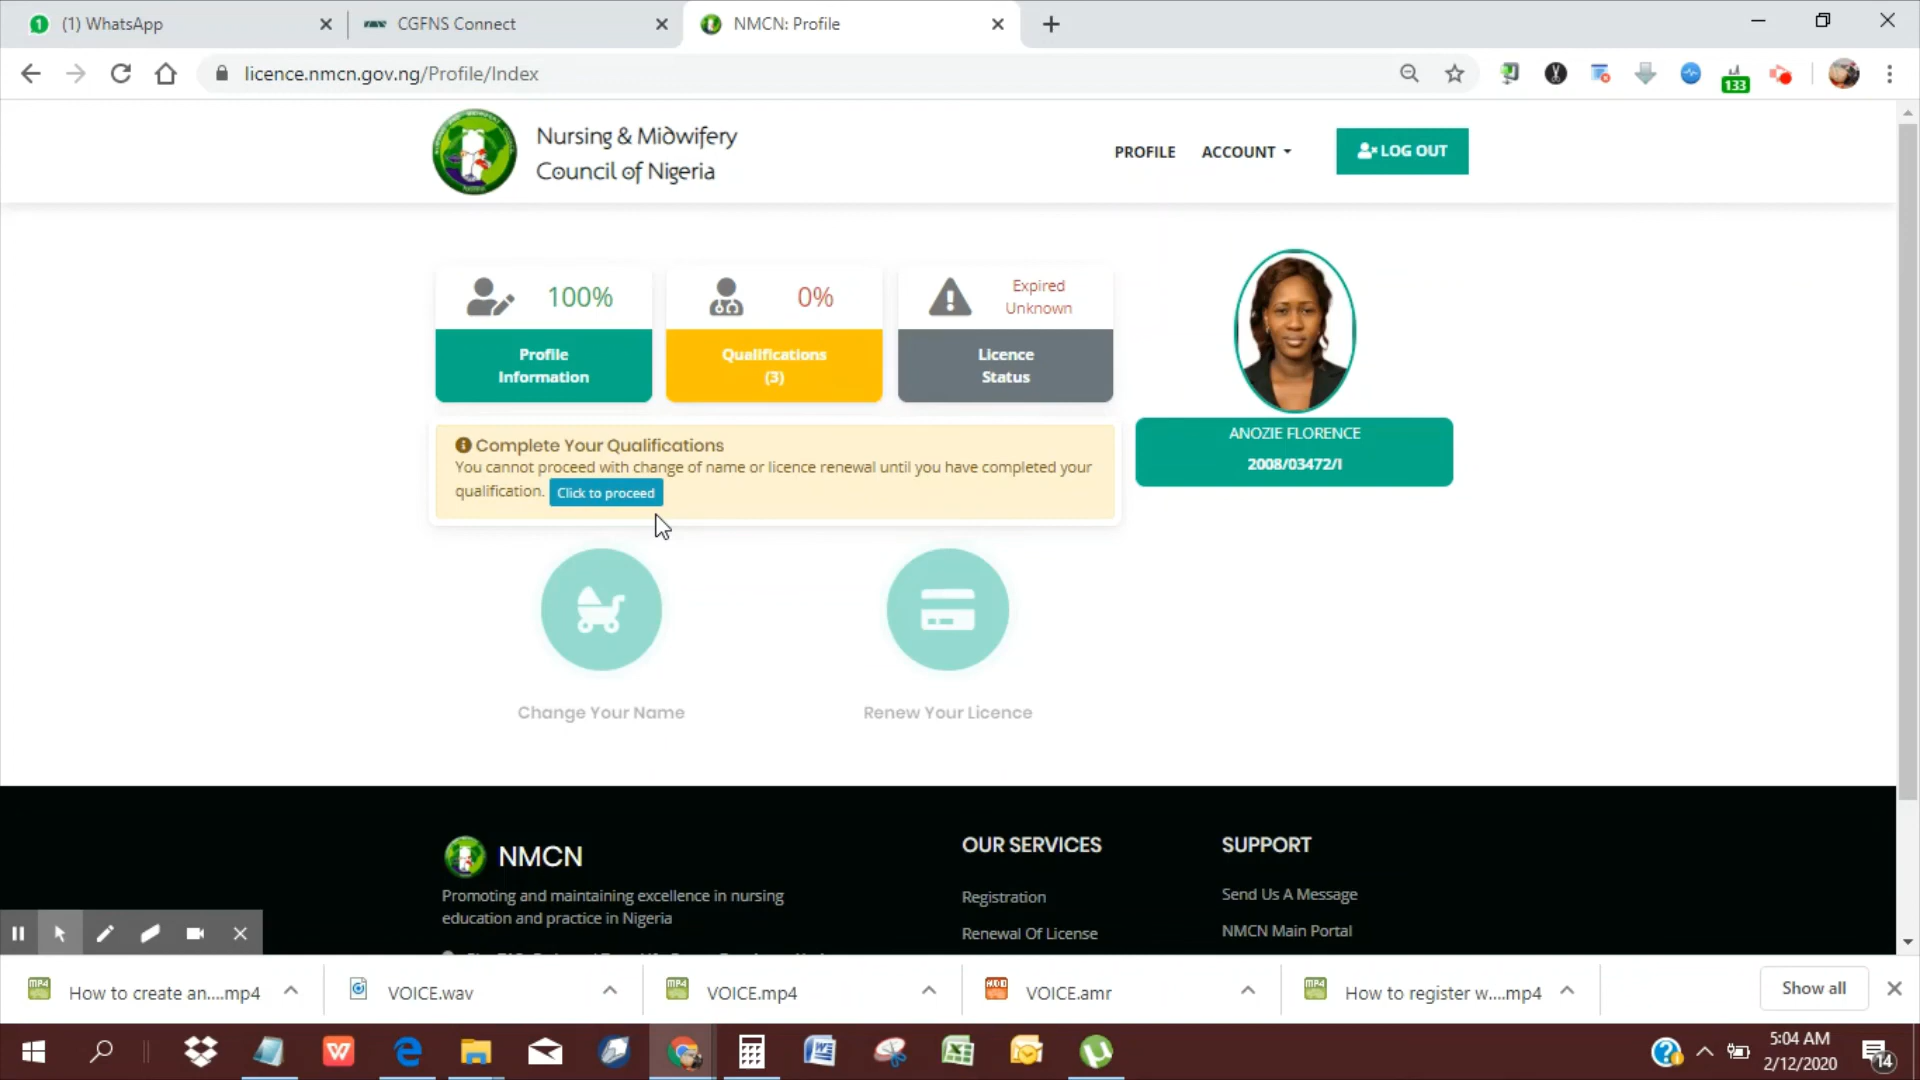 (1) WhatsApp
CGFNS Connect
NMCN: Profile
licence.nmcn.gov.ng/Profile/Index
133
Nursing & Midwifery
Council of Nigeria
PROFILE
ACCOUNT
LOG OUT
100%
Profile
Information
0%
Qualifications
(3)
Expired
Unknown
Licence
Status
ANOZIE FLORENCE
2008/03472/I
Complete Your Qualifications
You cannot proceed with change of name or licence renewal until you have completed your
qualification. Click to proceed
Change Your Name
Renew Your Licence
NMCN
Promoting and maintaining excellence in nursing
education and practice in Nigeria
OUR SERVICES
Registration
Renewal Of License
SUPPORT
Send Us A Message
NMCN Main Portal
How to create an....mp4
VOICE.wav
VOICE.mp4
VOICE.amr
How to register w....mp4
Show all
5:04 AM
2/12/2020
14